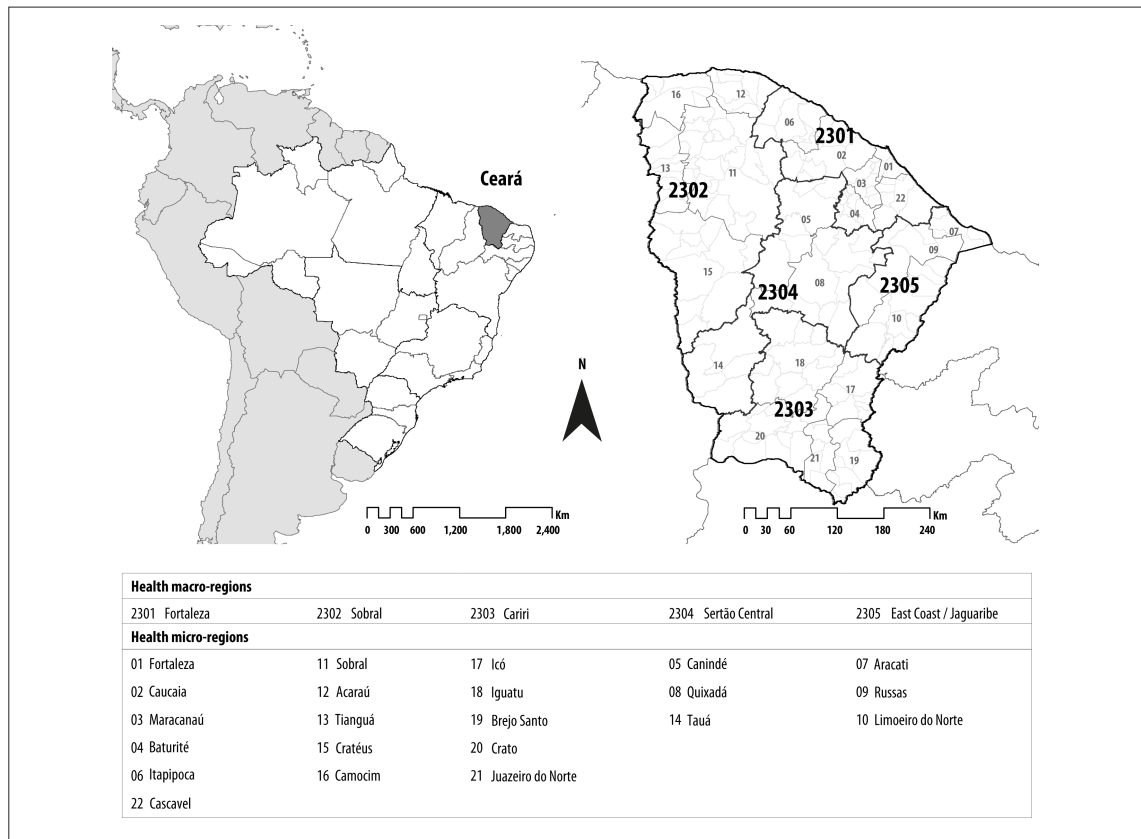 Ceará
N
0 300 600 1,200 1,800 2,400 Km
16
12
06
2301
02
01
13
11
03
2302
22
05
04
07
09
15
08
2304
2305
10
14
18
17
2303
20
21
19
0 30 60 120 180 240 Km
Health macro-regions
2301 Fortaleza 2302 Sobral 2303 Cariri 2304 Sertão Central 2305 East Coast / Jaguaribe
Health micro-regions
01 Fortaleza 11 Sobral 17 Icó 05 Canindé 07 Aracati
02 Caucaia 12 Acaraú 18 Iguatu 08 Quixadá 09 Russas
03 Maracanaú 13 Tianguá 19 Brejo Santo 14 Tauá 10 Limoeiro do Norte
04 Baturité 15 Cratéus 20 Crato
06 Itapipoca 16 Camocim 21 Juazeiro do Norte
22 Cascavel